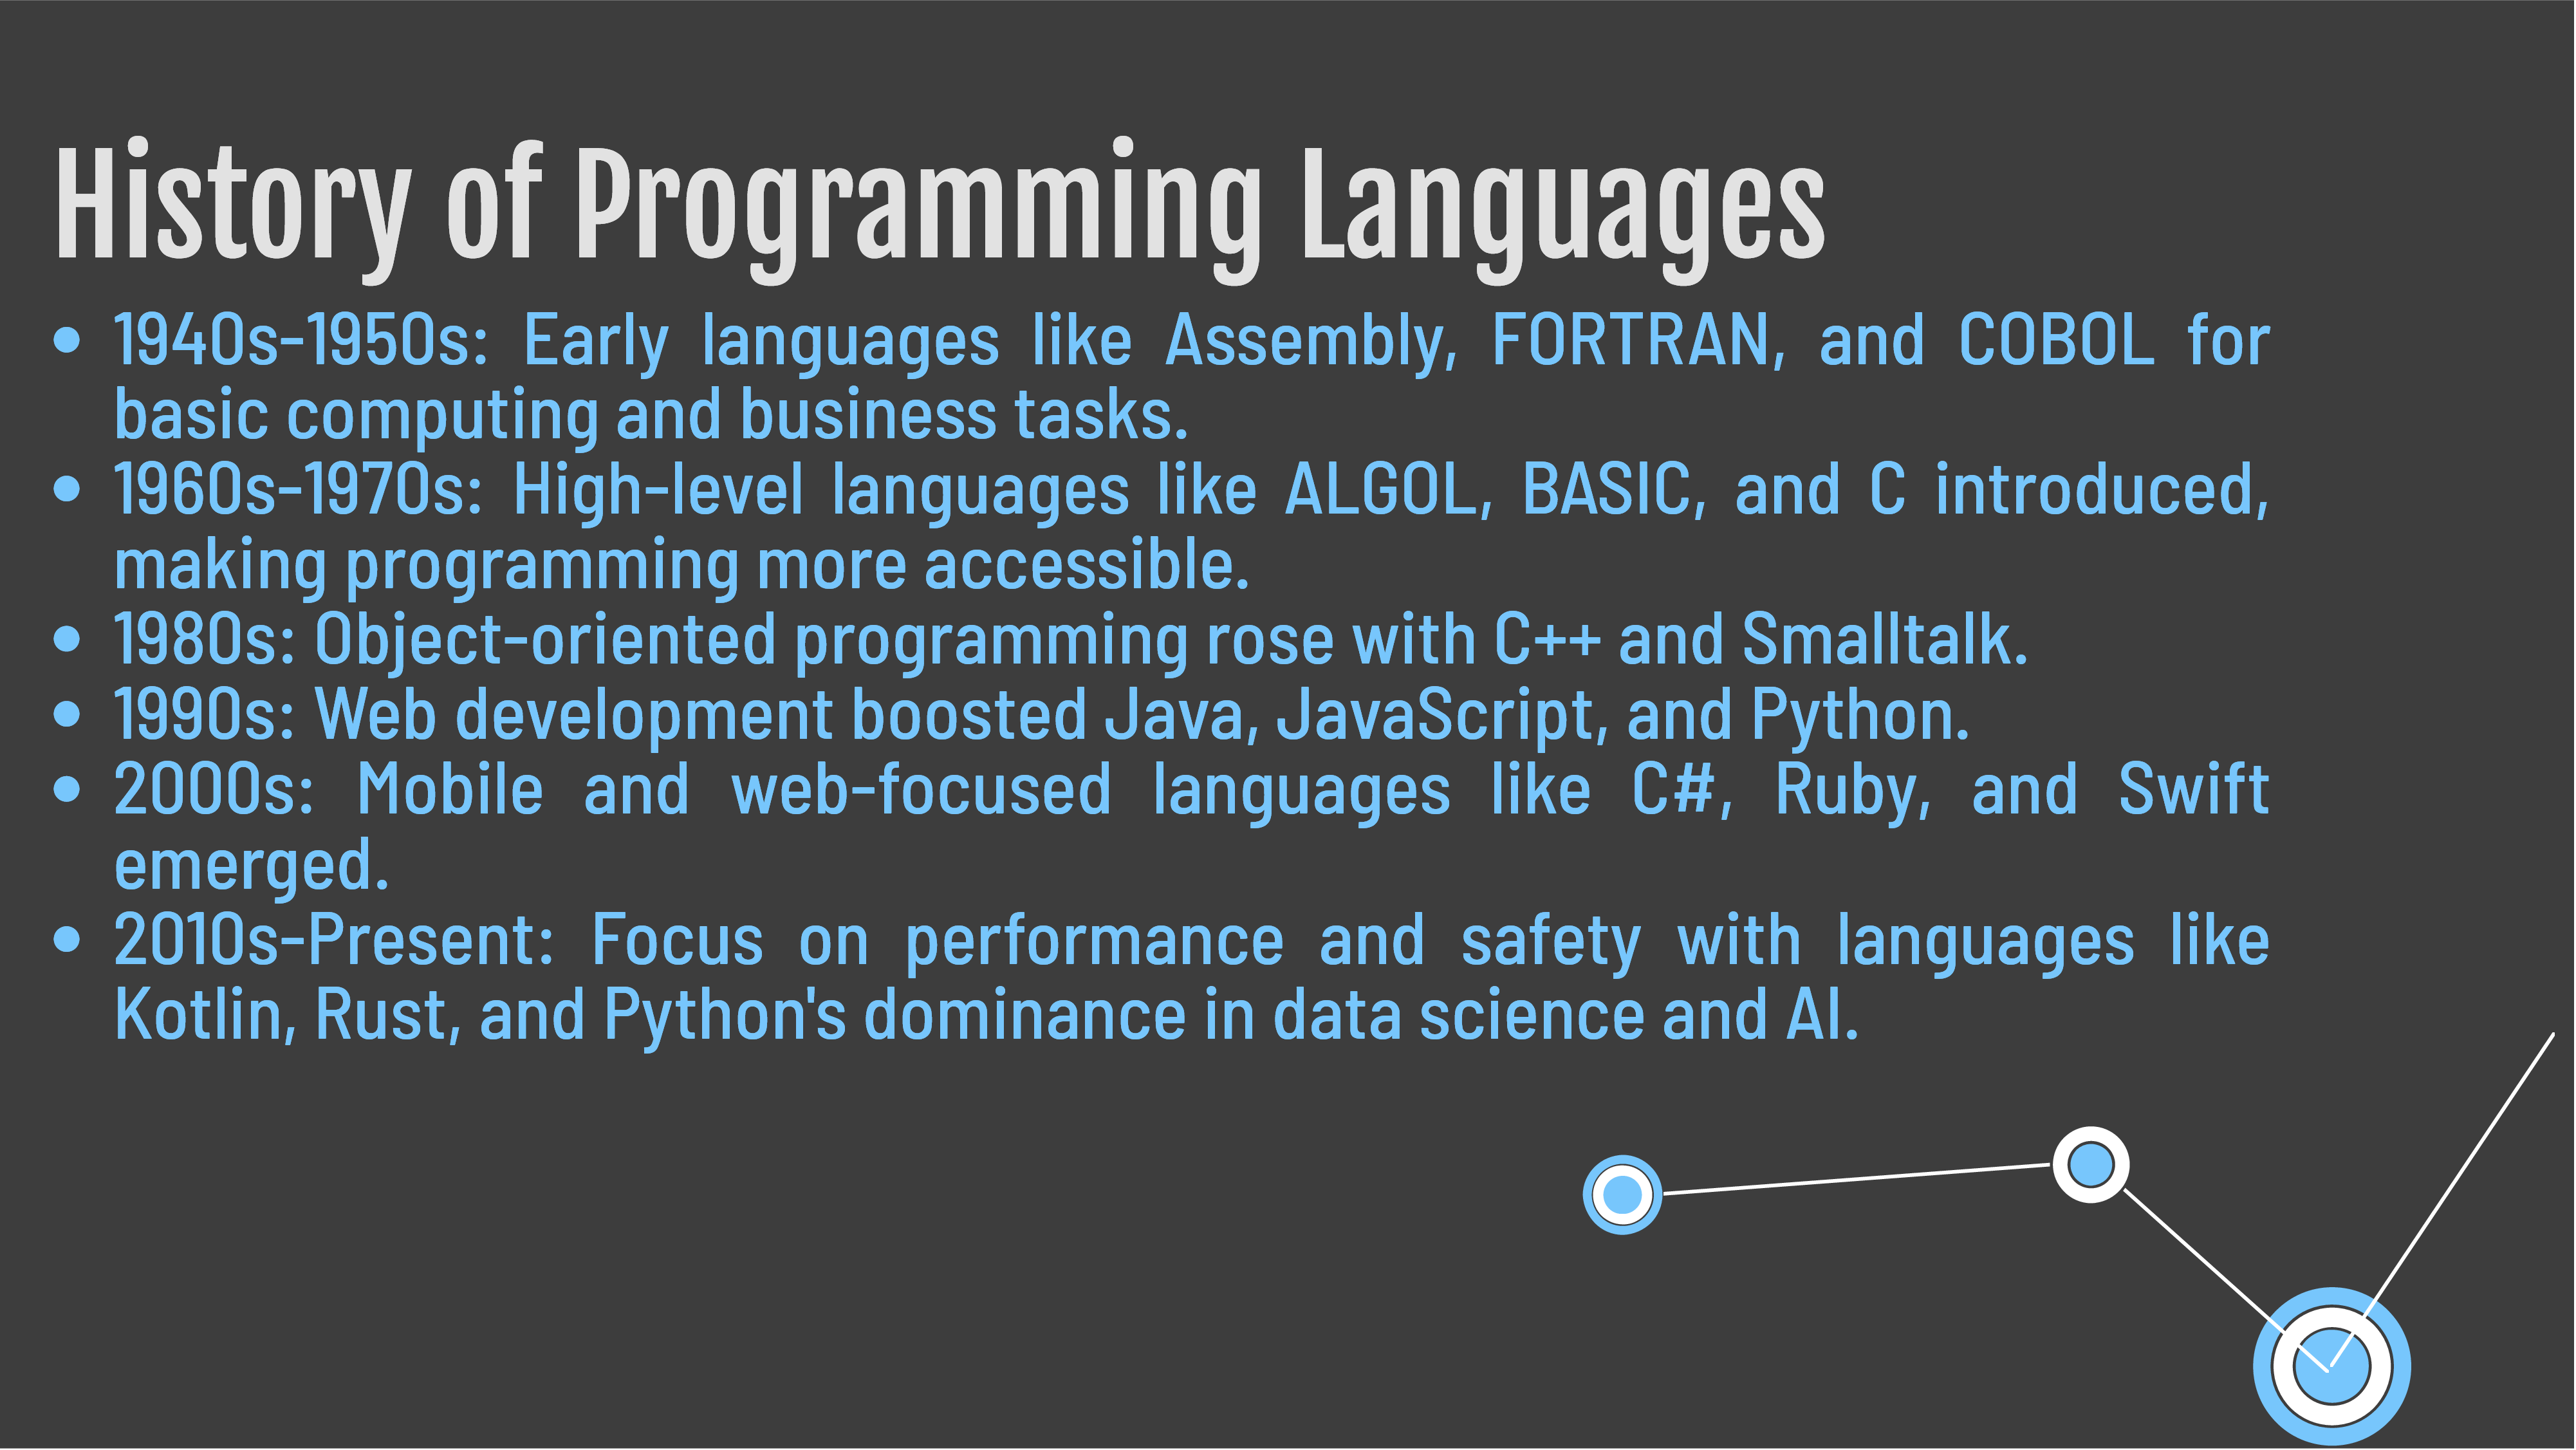 History of Programming Languages
• 1940s-1950s: Early languages like Assembly, FORTRAN, and COBOL for
basic computing and business tasks.
• 1960s-1970s: High-level languages like ALGOL, BASIC, and C introduced,
making programming more accessible.
• 1980s: Object-oriented programming rose with C++ and Smalltalk.
• 1990s: Web development boosted Java, JavaScript, and Python.
• 2000s: Mobile and web-focused languages like C#, Ruby, and Swift
emerged.
• 2010s-Present: Focus on performance and safety with languages like
Kotlin, Rust, and Python's dominance in data science and AI.